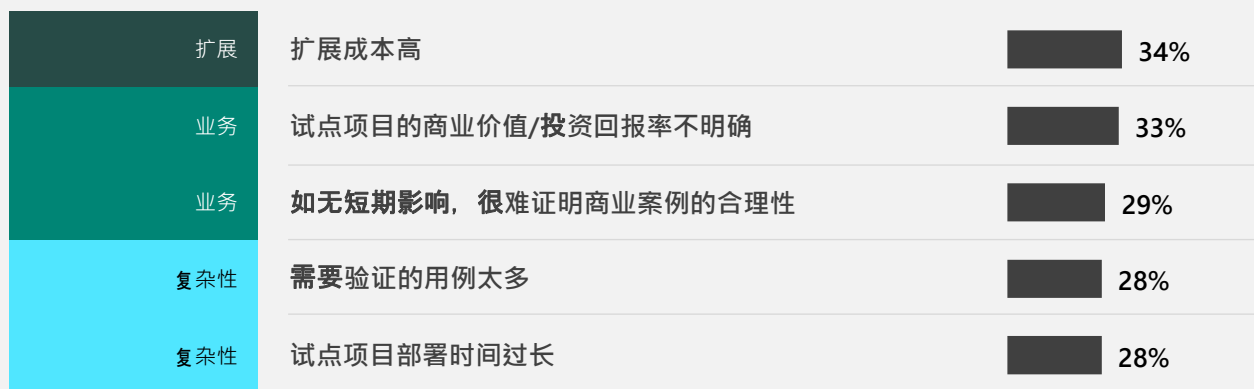 扩展 扩展成本高 34%
业务 试点项目的商业价值/投资回报率不明确 33%
业务 如无短期影响，很难证明商业案例的合理性 29%
复杂性 需要验证的用例太多 28%
复杂性 试点项目部署时间过长 28%